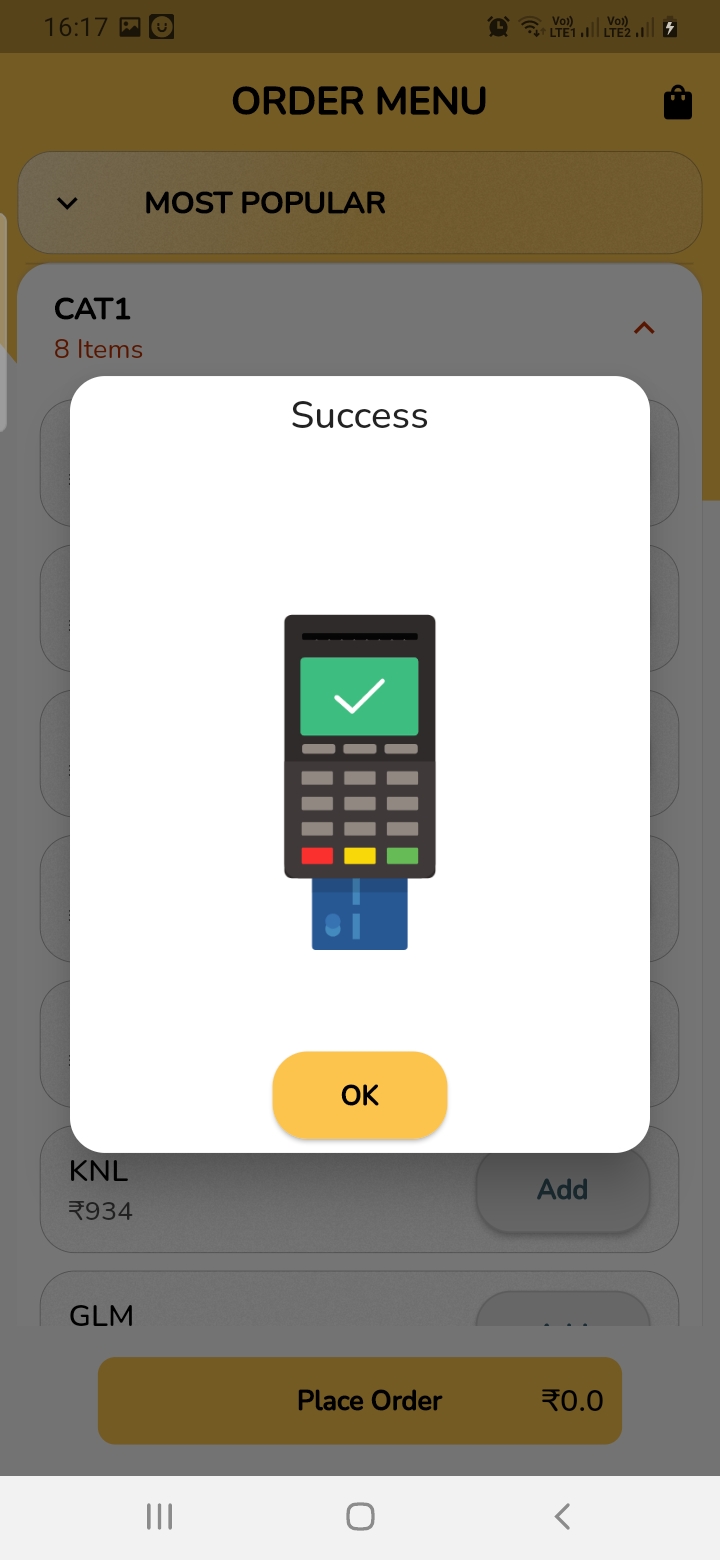 16:17
Vo)) LTE1 Vo)) LTE2
ORDER MENU
MOST POPULAR
CAT1
8 Items
Success
OK
KNL
₹934
Add
GLM
Place Order ₹0.0